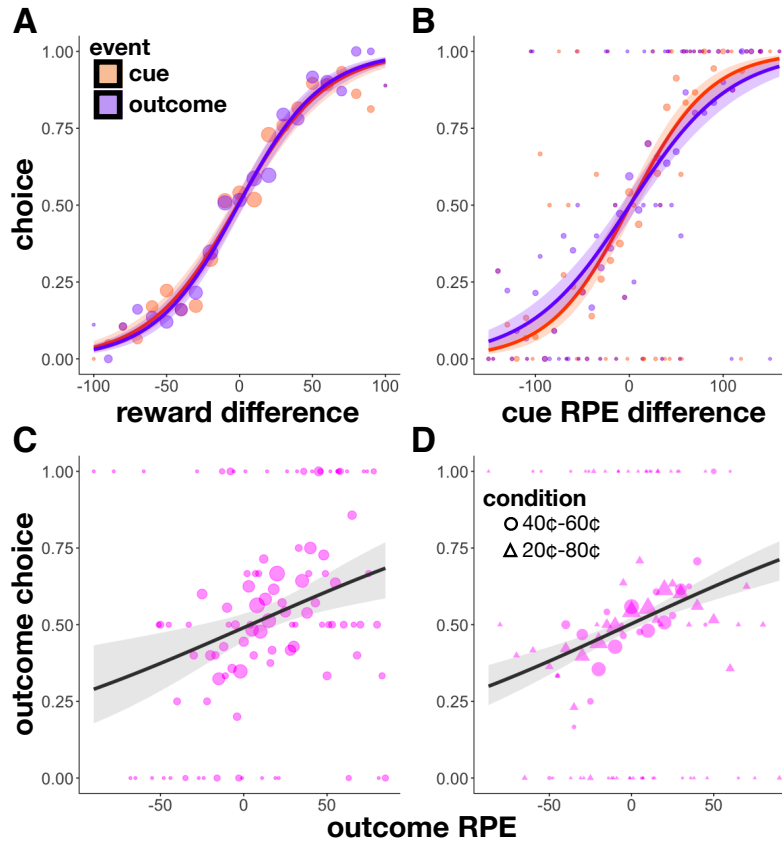 A
B
event
cue
outcome
choice
1.00
0.75
0.50
0.25
0.00
-100
-50
0
50
100
reward difference
-100
0
100
cue RPE difference
C
D
condition
40¢-60¢
20¢-80¢
outcome choice
1.00
0.75
0.50
0.25
0.00
1.00
0.75
0.50
0.25
0.00
-50
0
50
-50
0
50
outcome RPE
1.00
0.75
0.50
0.25
0.00